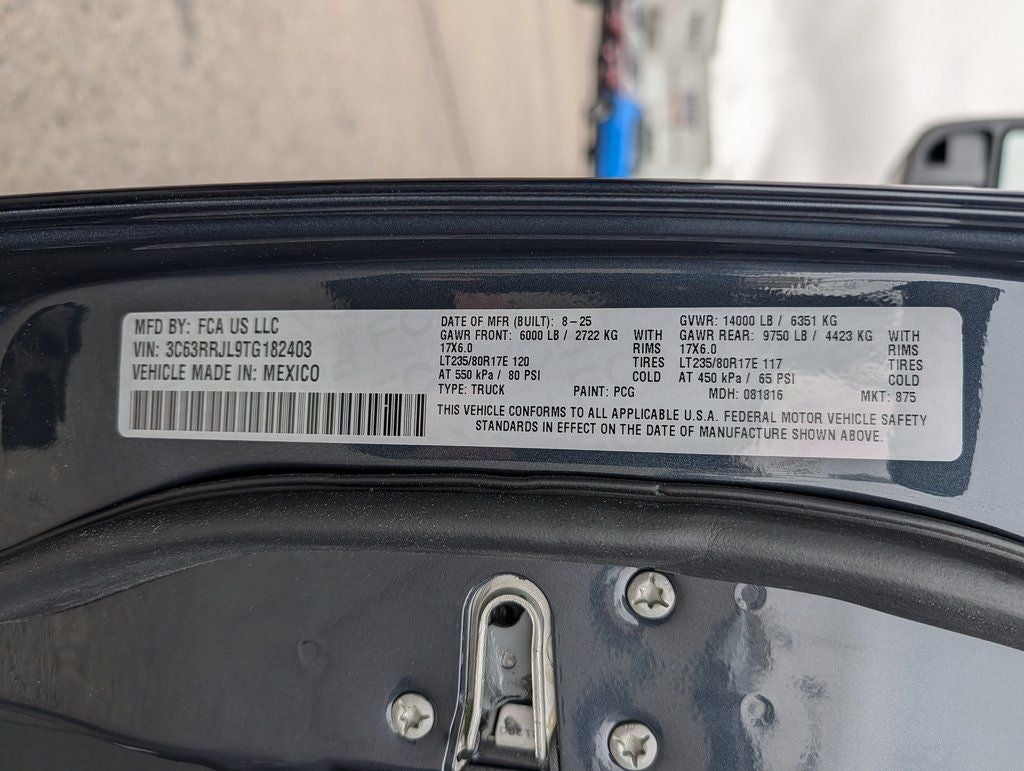 MFD BY: FCA US LLC
VIN: 3C63RRJL9TG182403
VEHICLE MADE IN: MEXICO
DATE OF MFR (BUILT): 8-25
GAWR FRONT: 6000 LB / 2722 KG WITH
17X6.0 RIMS
LT235/80R17E 120 TIRES
AT 550 kPa / 80 PSI COLD
TYPE: TRUCK PAINT: PCG
GVWR: 14000 LB / 6351 KG
GAWR REAR: 9750 LB / 4423 KG WITH
17X6.0 RIMS
LT235/80R17E 117 TIRES
AT 450 kPa / 65 PSI COLD
MDH: 081816 MKT: 875
THIS VEHICLE CONFORMS TO ALL APPLICABLE U.S.A. FEDERAL MOTOR VEHICLE SAFETY
STANDARDS IN EFFECT ON THE DATE OF MANUFACTURE SHOWN ABOVE.